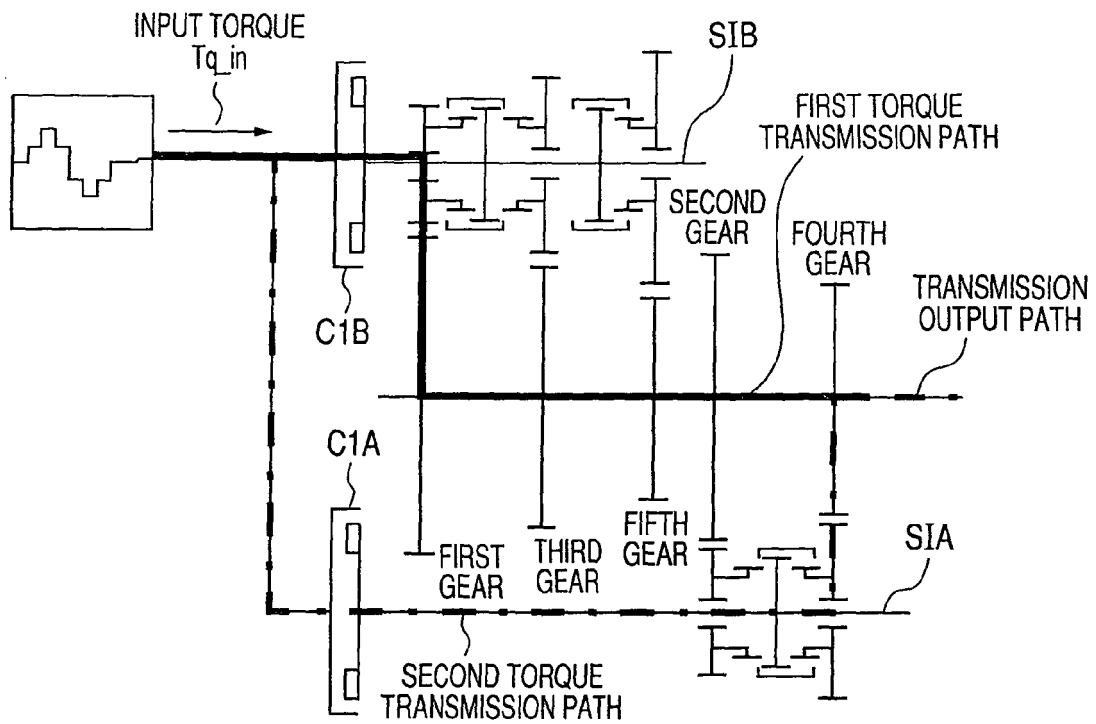 INPUT TORQUE
Tq_in
SIB
FIRST TORQUE
TRANSMISSION PATH
SECOND
GEAR
FOURTH
GEAR
TRANSMISSION
OUTPUT PATH
C1B
C1A
FIRST
GEAR
THIRD
GEAR
FIFTH
GEAR
SIA
SECOND TORQUE
TRANSMISSION PATH